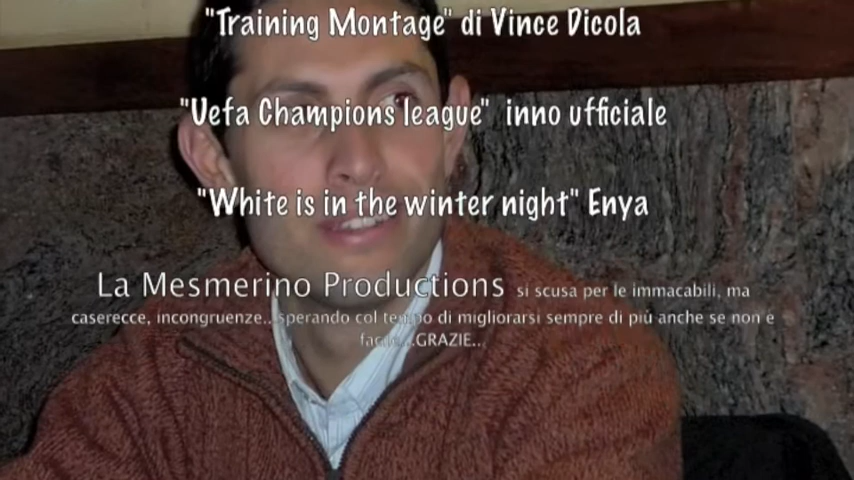 "Training Montage" di Vince Dicola
"Uefa Champions league" inno ufficiale
"White is in the winter night" Enya
La Mesmerino Productions si scusa per le immacabili, ma
caserecce, incongruenze.. sperando col tempo di migliorarsi sempre di più anche se non e
facile...GRAZIE..